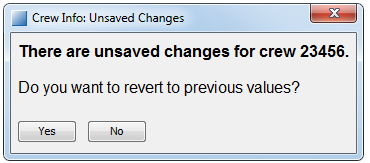 Crew Info: Unsaved Changes
There are unsaved changes for crew 23456.
Do you want to revert to previous values?
Yes No